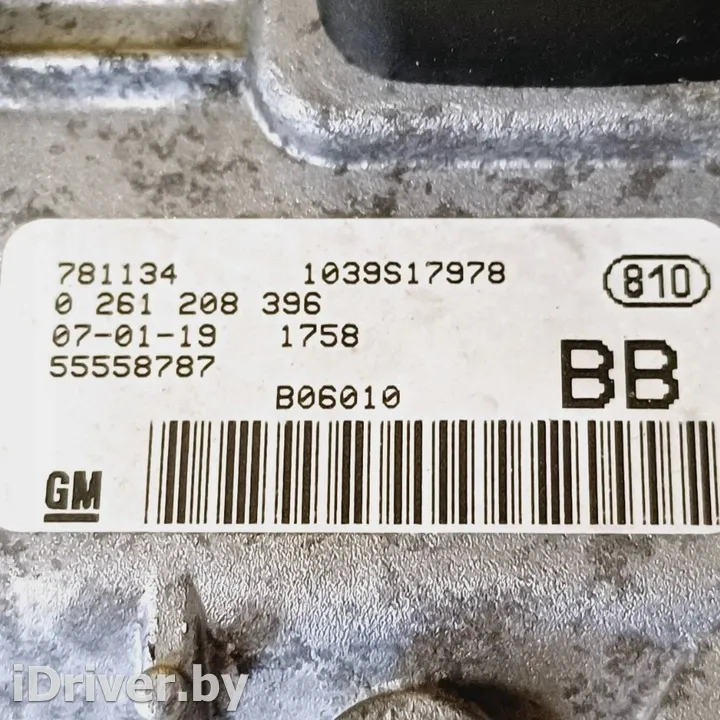 781134 1039S17978 810
0 261 208 396
07-01-19 1758
55558787
B06010 BB
GM
iDriver.by